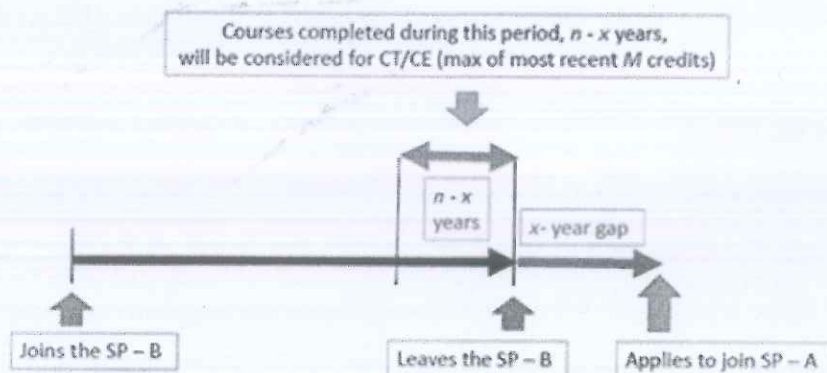 Courses completed during this period, n - x years,
will be considered for CT/CE (max of most recent M credits)
n - x
years
x- year gap
Joins the SP – B
Leaves the SP – B
Applies to join SP – A